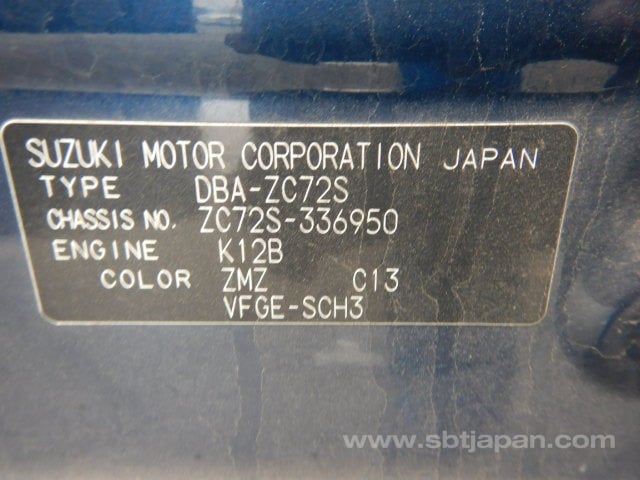 SUZUKI MOTOR CORPORATION JAPAN
TYPE DBA-ZC72S
CHASSIS NO. ZC72S-336950
ENGINE K12B
COLOR ZMZ C13
VFGE-SCH3
www.sbtjapan.com